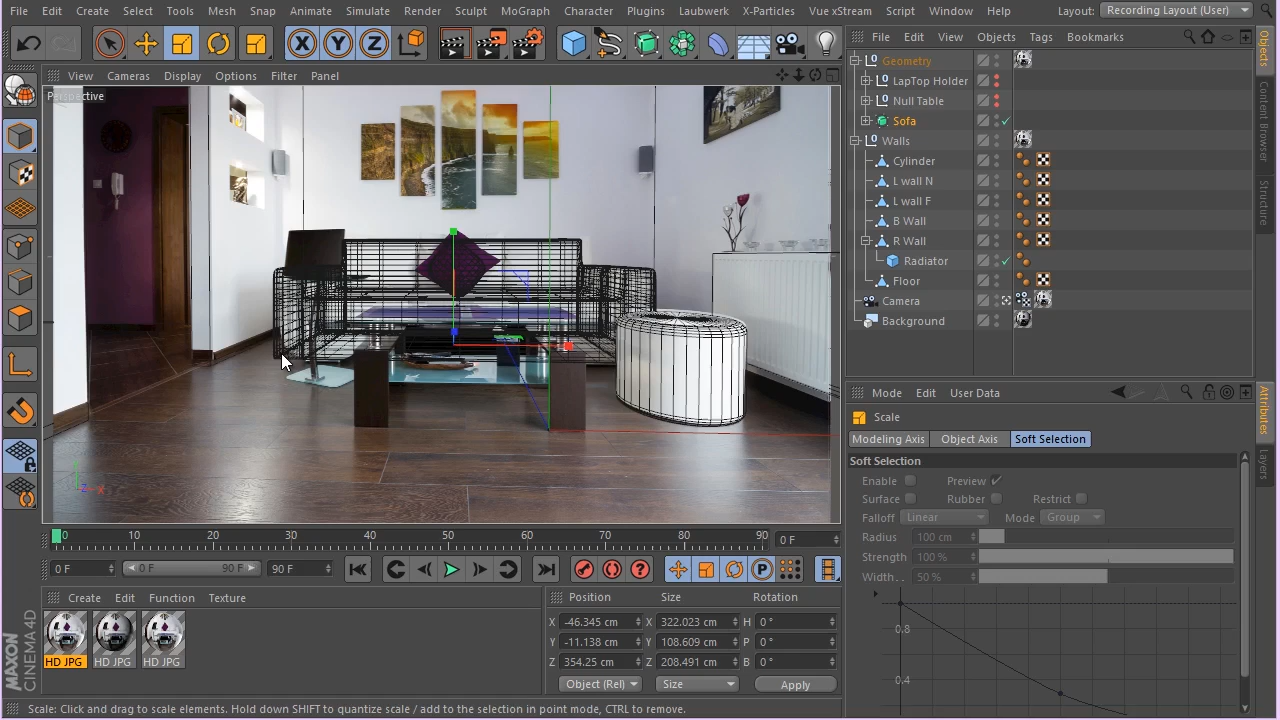 File Edit Create Select Tools Mesh Snap Animate Simulate Render Sculpt MoGraph Character Plugins Laubwerk X-Particles Vue xStream Script Window Help Layout: Recording Layout (User)
X Y Z
File Edit View Objects Tags Bookmarks
View Cameras Display Options Filter Panel
Perspective
Geometry
LapTop Holder
Null Table
Sofa
Walls
Cylinder
L wall N
L wall F
B Wall
R Wall
Radiator
Floor
Camera
Background
Objects
Content Browser
Structure
Mode Edit User Data
Scale
Modeling Axis Object Axis Soft Selection
Soft Selection
Enable Preview
Surface Rubber Restrict
Falloff Linear Mode Group
Radius 100 cm
Strength 100 %
Width . . 50 %
0.8
0.4
Attributes
Layers
Y
Z X
0 10 20 30 40 50 60 70 80 90 0 F
0 F 0 F 90 F 90 F
P
Create Edit Function Texture
HD JPG HD JPG HD JPG
Position Size Rotation
X -46.345 cm X 322.023 cm H 0 °
Y -11.138 cm Y 108.609 cm P 0 °
Z 354.25 cm Z 208.491 cm B 0 °
Object (Rel) Size Apply
MAXON
CINEMA 4D
Scale: Click and drag to scale elements. Hold down SHIFT to quantize scale / add to the selection in point mode, CTRL to remove.